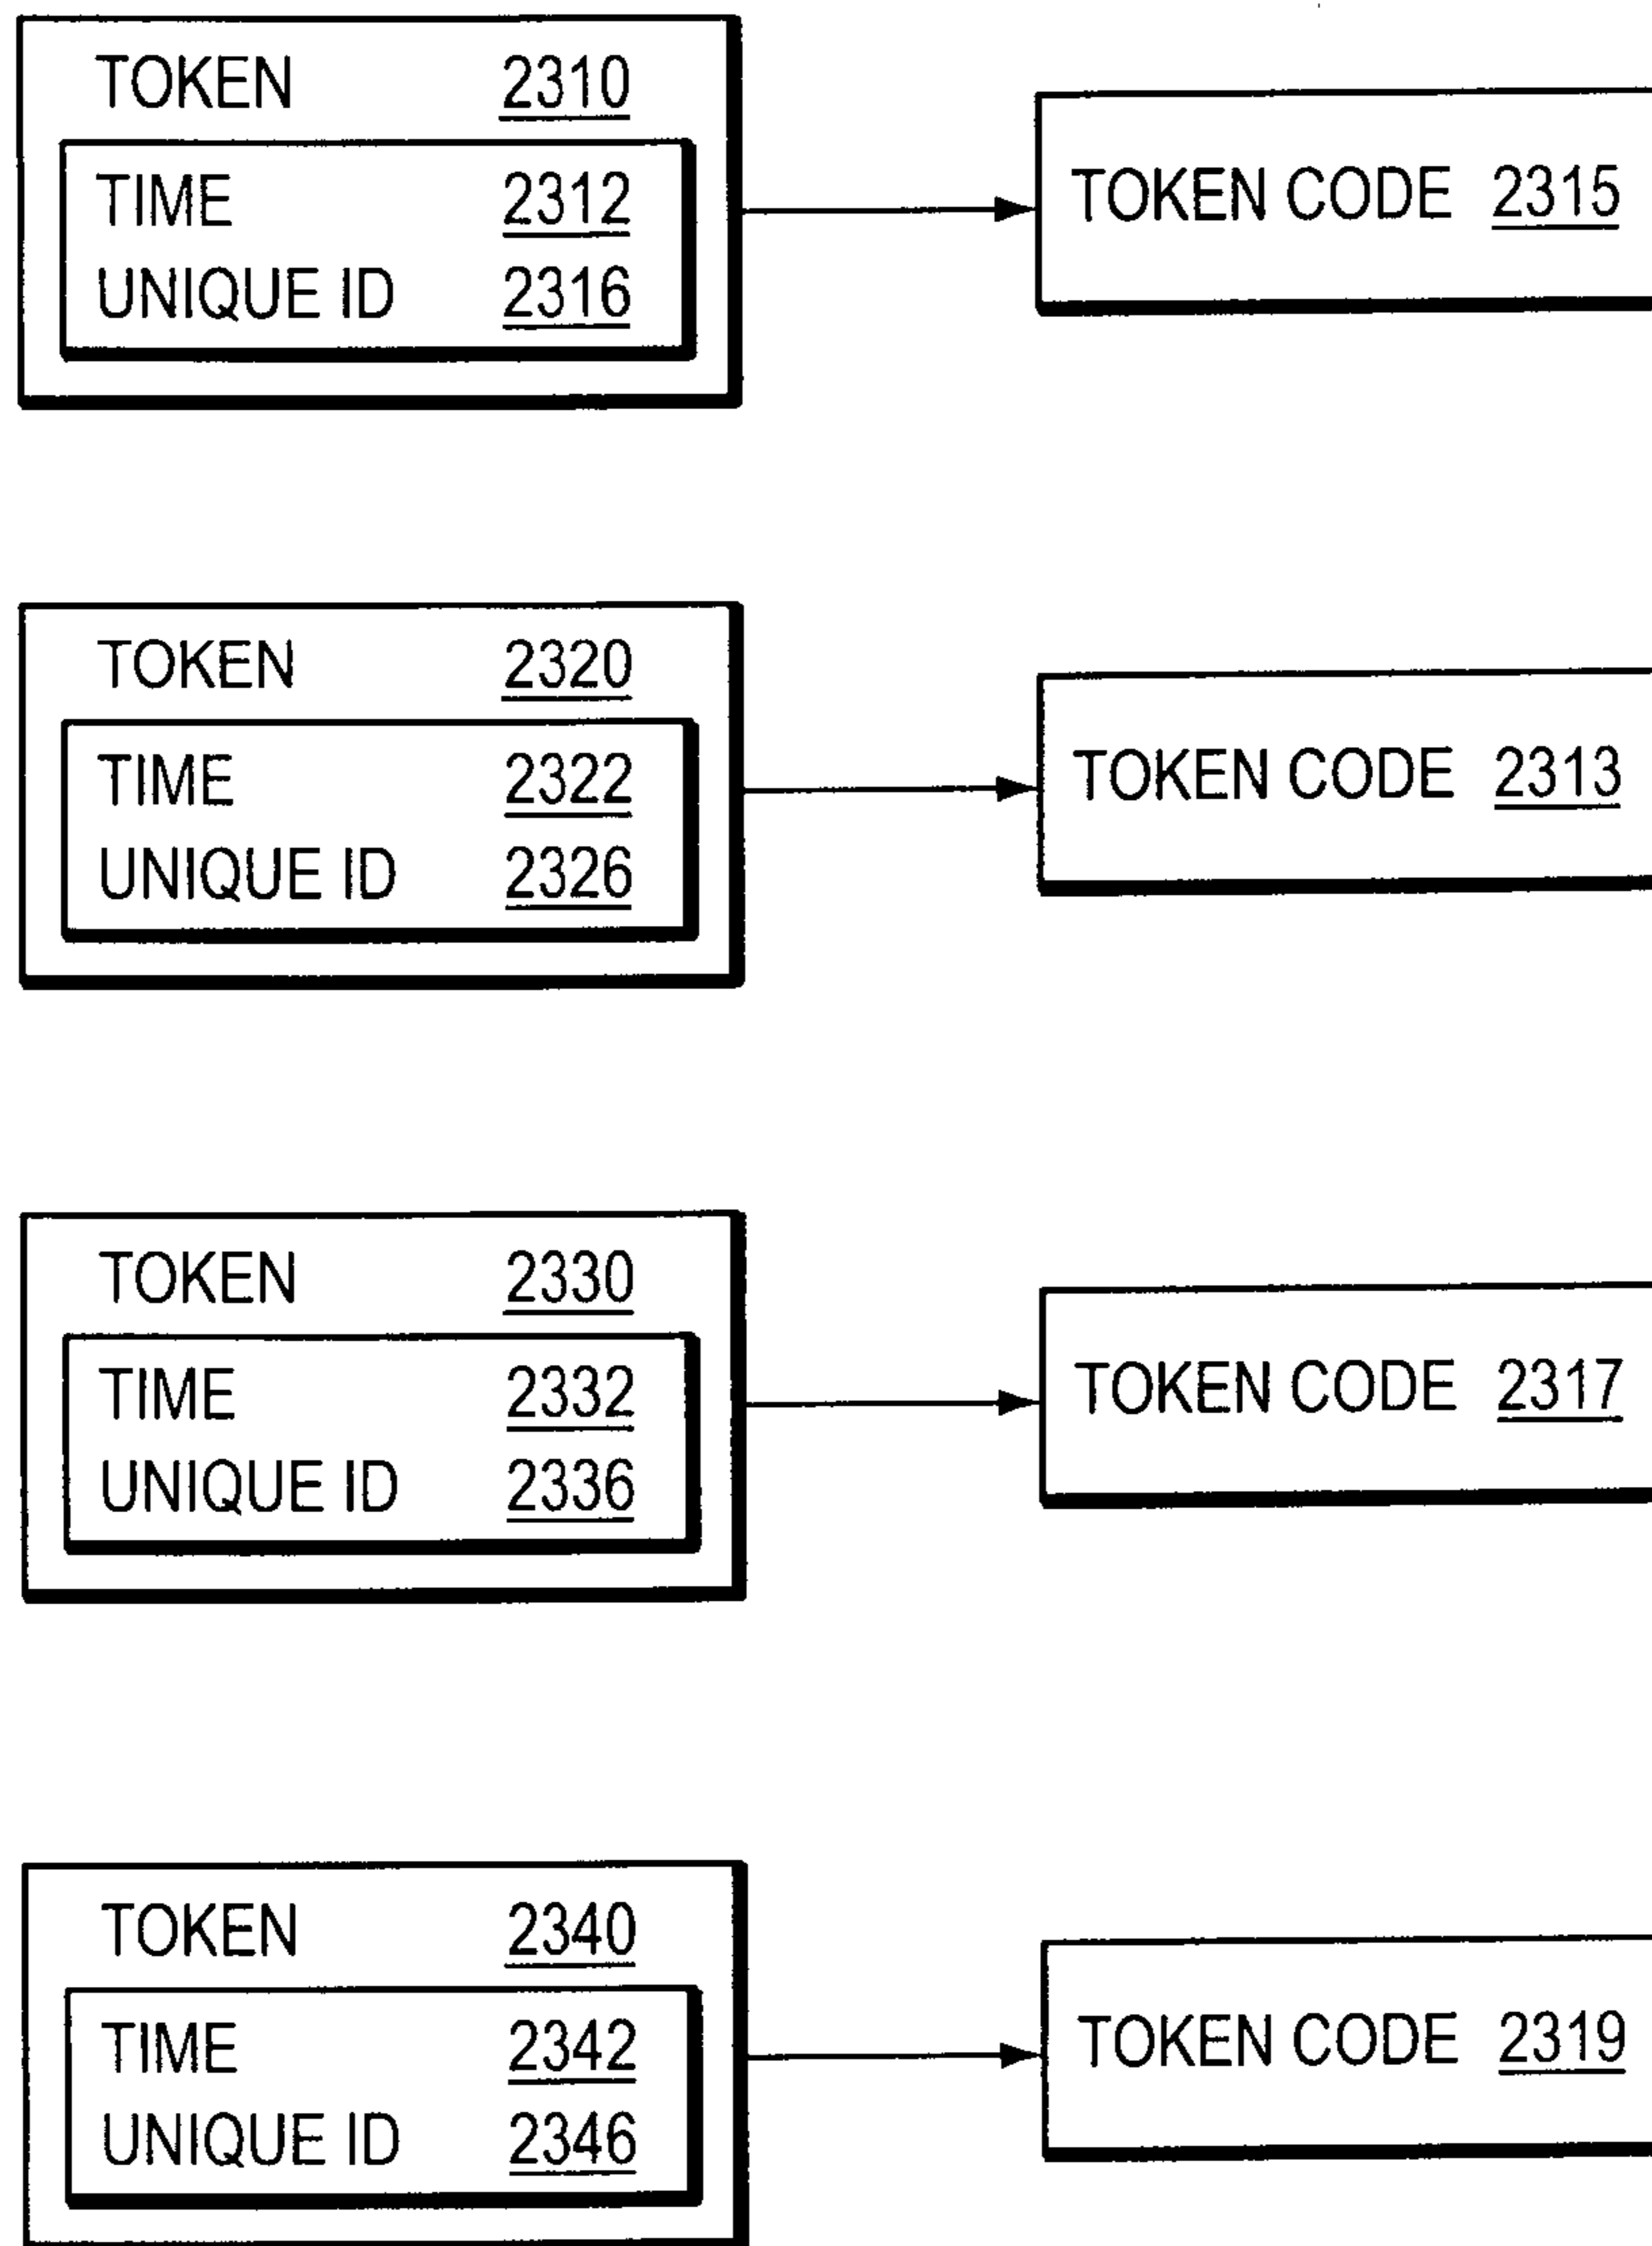 TOKEN 2310
TIME 2312
UNIQUE ID 2316
TOKEN CODE 2315
TOKEN 2320
TIME 2322
UNIQUE ID 2326
TOKEN CODE 2313
TOKEN 2330
TIME 2332
UNIQUE ID 2336
TOKEN CODE 2317
TOKEN 2340
TIME 2342
UNIQUE ID 2346
TOKEN CODE 2319